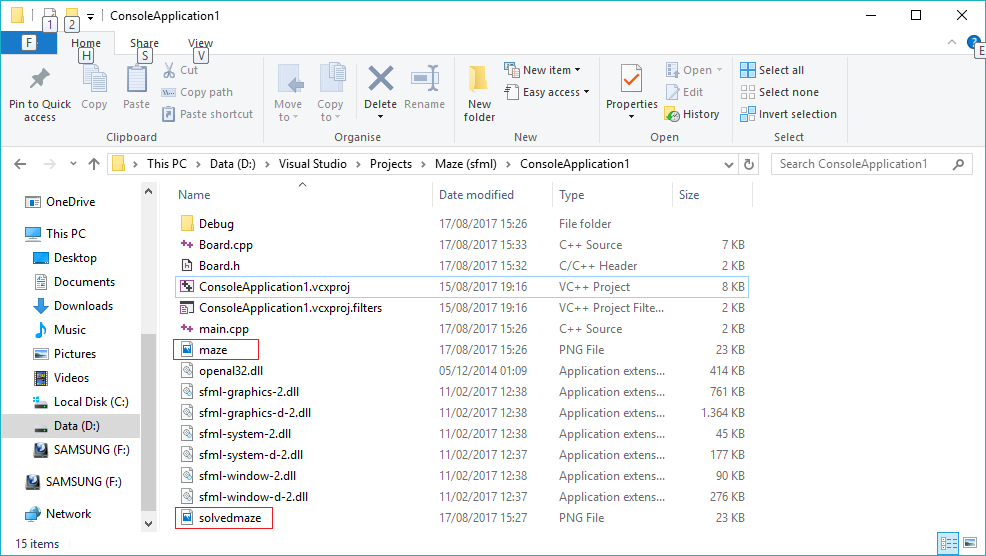 1 2 ConsoleApplication1
F Home Share View
H S V E
Pin to Quick access
Copy
Paste
Cut
Copy path
Paste shortcut
Clipboard
Move to
Copy to
Delete
Rename
Organise
New folder
New item
Easy access
New
Properties
Open
Edit
History
Open
Select all
Select none
Invert selection
Select
This PC > Data (D:) > Visual Studio > Projects > Maze (sfml) > ConsoleApplication1
Search ConsoleApplication1
OneDrive
This PC
Desktop
Documents
Downloads
Music
Pictures
Videos
Local Disk (C:)
Data (D:)
SAMSUNG (F:)
SAMSUNG (F:)
Network
Name Date modified Type Size
Debug 17/08/2017 15:26 File folder
Board.cpp 17/08/2017 15:33 C++ Source 7 KB
Board.h 17/08/2017 15:32 C/C++ Header 2 KB
ConsoleApplication1.vcxproj 15/08/2017 19:16 VC++ Project 8 KB
ConsoleApplication1.vcxproj.filters 15/08/2017 19:16 VC++ Project Filte... 2 KB
main.cpp 17/08/2017 15:26 C++ Source 2 KB
maze 17/08/2017 15:26 PNG File 23 KB
openal32.dll 05/12/2014 01:09 Application extens... 414 KB
sfml-graphics-2.dll 11/02/2017 12:38 Application extens... 761 KB
sfml-graphics-d-2.dll 11/02/2017 12:38 Application extens... 1.364 KB
sfml-system-2.dll 11/02/2017 12:38 Application extens... 45 KB
sfml-system-d-2.dll 11/02/2017 12:37 Application extens... 177 KB
sfml-window-2.dll 11/02/2017 12:38 Application extens... 90 KB
sfml-window-d-2.dll 11/02/2017 12:37 Application extens... 276 KB
solvedmaze 17/08/2017 15:27 PNG File 23 KB
15 items